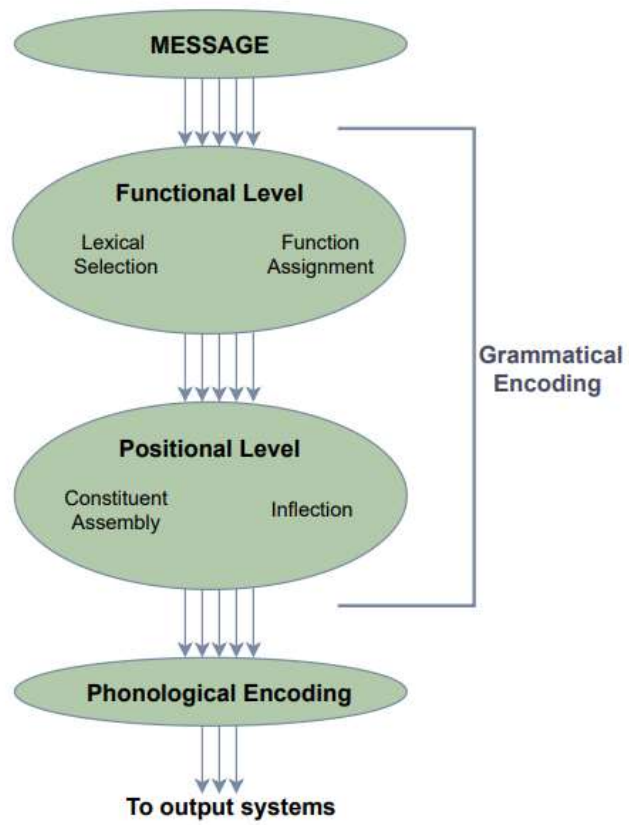 MESSAGE
Functional Level
Lexical
Selection
Function
Assignment
Grammatical
Encoding
Positional Level
Constituent
Assembly
Inflection
Phonological Encoding
To output systems